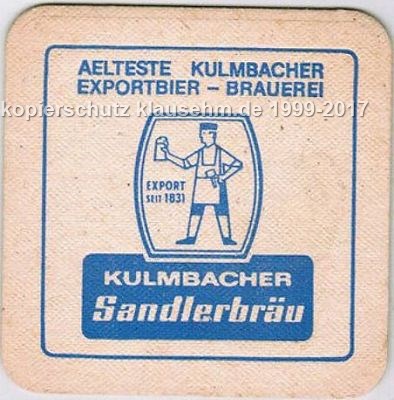 AELTESTE KULMBACHER
EXPORTBIER – BRAUEREI
kopierschutz klausehm.de 1999-2017
EXPORT
SEIT 1831
KULMBACHER
Sandlerbräu